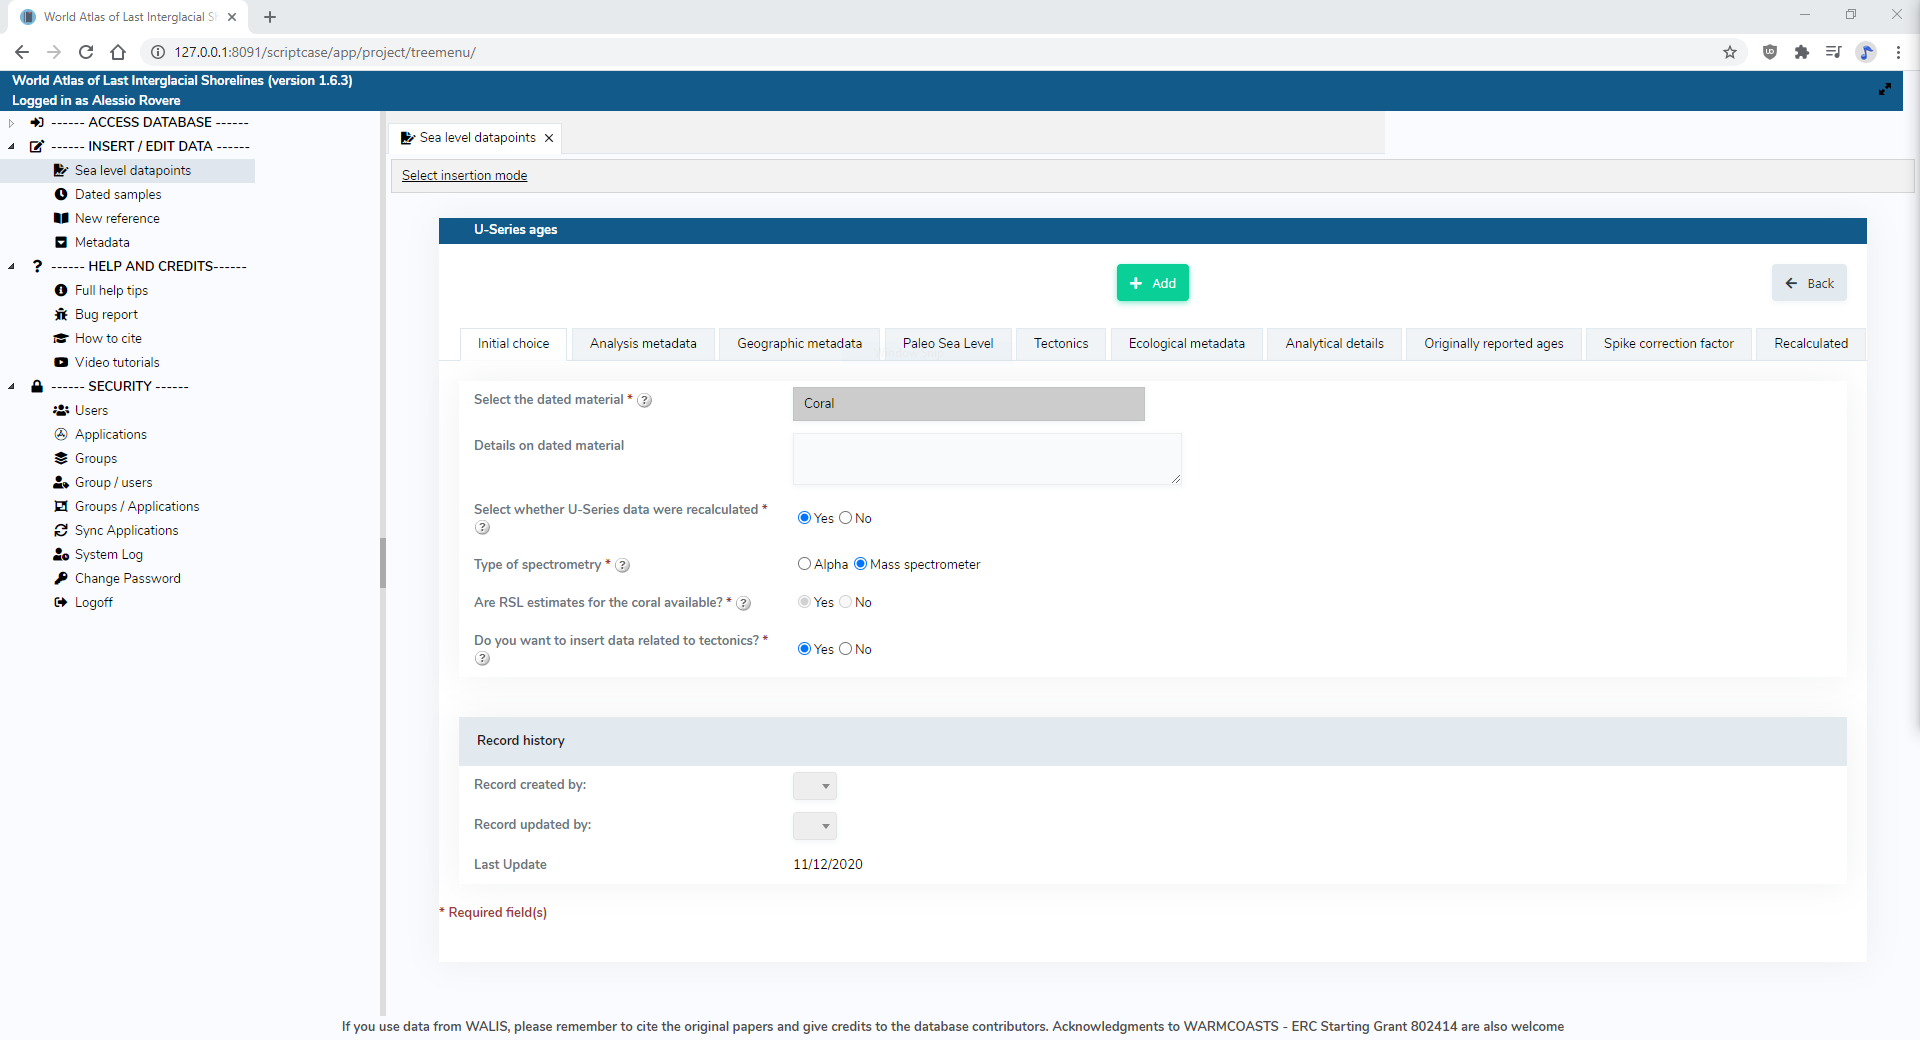 World Atlas of Last Interglacial S
127.0.0.1:8091/scriptcase/app/project/treemenu/
World Atlas of Last Interglacial Shorelines (version 1.6.3)
Logged in as Alessio Rovere
------ ACCESS DATABASE ------
------ INSERT / EDIT DATA ------
Sea level datapoints
Dated samples
New reference
Metadata
------ HELP AND CREDITS------
Full help tips
Bug report
How to cite
Video tutorials
------ SECURITY ------
Users
Applications
Groups
Group / users
Groups / Applications
Sync Applications
System Log
Change Password
Logoff
Sea level datapoints
Select insertion mode
U-Series ages
+ Add
Back
Initial choice
Analysis metadata
Geographic metadata
Paleo Sea Level
Tectonics
Ecological metadata
Analytical details
Originally reported ages
Spike correction factor
Recalculated
Select the dated material * ?
Coral
Details on dated material
Select whether U-Series data were recalculated *
?
Yes No
Type of spectrometry * ?
Alpha Mass spectrometer
Are RSL estimates for the coral available? * ?
Yes No
Do you want to insert data related to tectonics? *
?
Yes No
Record history
Record created by:
Record updated by:
Last Update
11/12/2020
* Required field(s)
If you use data from WALIS, please remember to cite the original papers and give credits to the database contributors. Acknowledgments to WARMCOASTS - ERC Starting Grant 802414 are also welcome